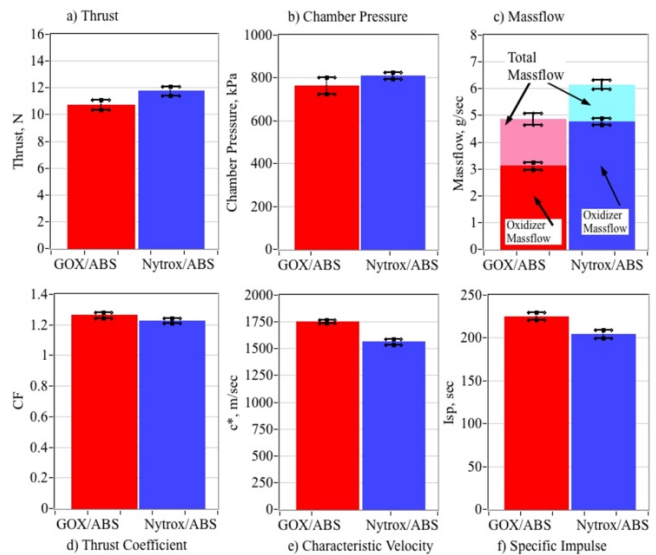 a) Thrust
b) Chamber Pressure
c) Massflow
16
14
12
10
8
6
4
2
0
Thrust, N
GOX/ABS Nytrox/ABS
1000
800
600
400
200
0
Chamber Pressure, kPa
GOX/ABS Nytrox/ABS
8
7
6
5
4
3
2
1
0
Massflow, g/sec
Total
Massflow
Oxidizer
Massflow
Oxidizer
Massflow
GOX/ABS Nytrox/ABS
1.4
1.2
1
0.8
0.6
0.4
0.2
0
CF
GOX/ABS Nytrox/ABS
d) Thrust Coefficient
1750
1500
1250
1000
750
500
250
0
c*, m/sec
GOX/ABS Nytrox/ABS
e) Characteristic Velocity
250
200
150
100
50
0
Isp, sec
GOX/ABS Nytrox/ABS
f) Specific Impulse